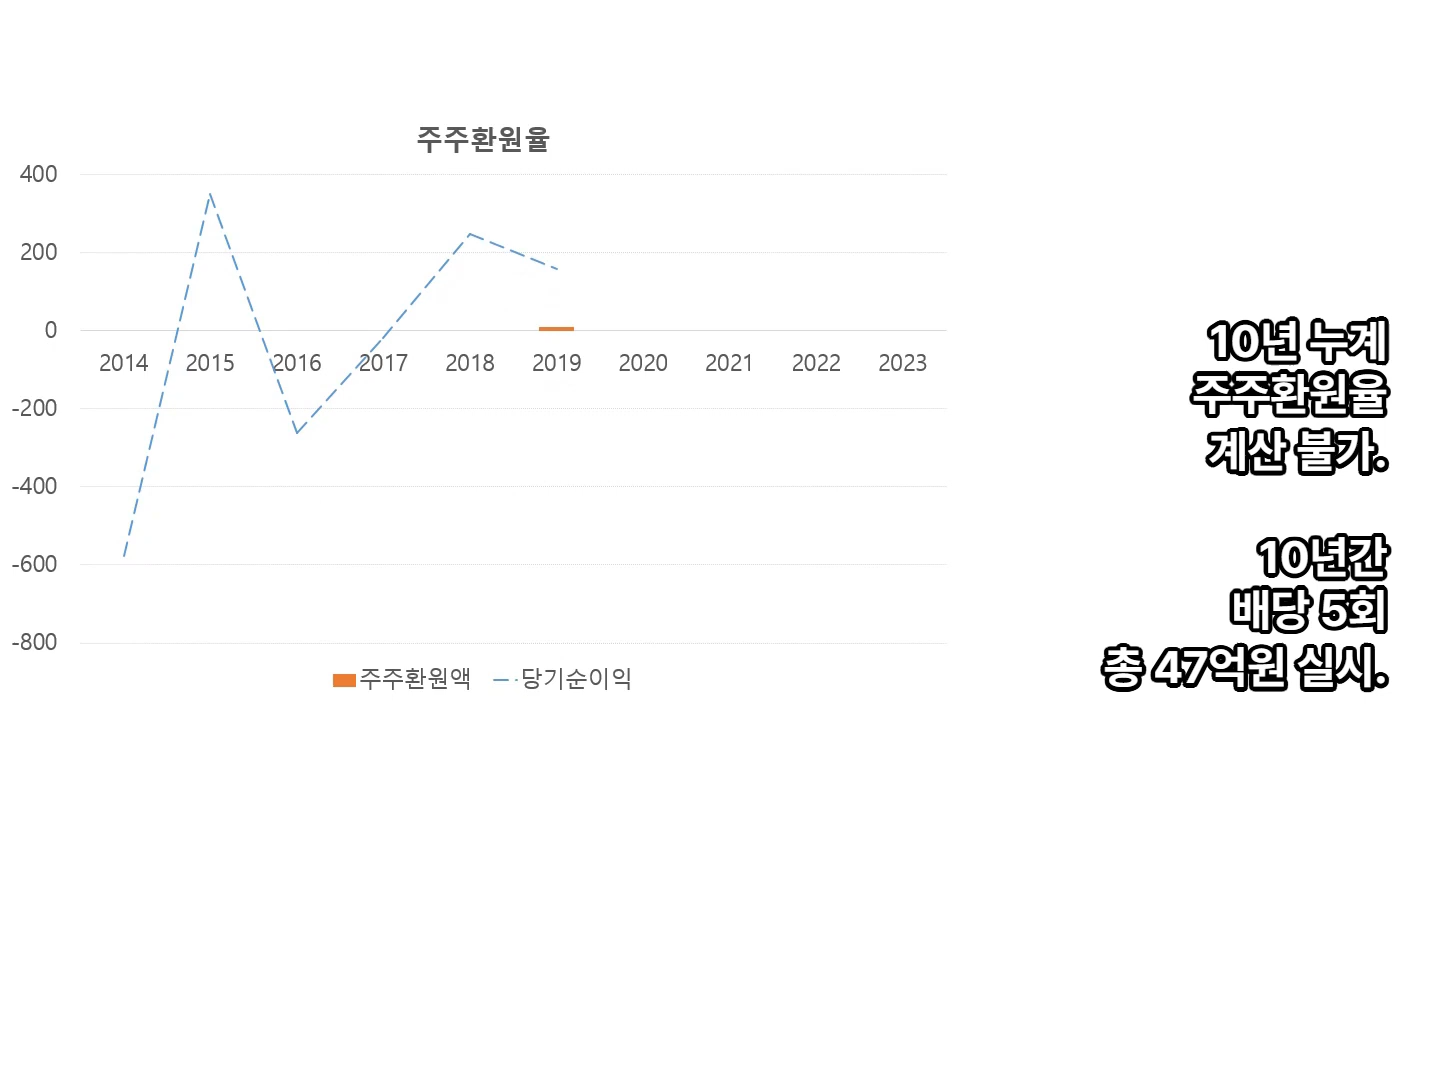 주주환원율
400
200
0
-200
-400
-600
-800
2014 2015 2016 2017 2018 2019 2020 2021 2022 2023
주주환원액 당기순이익
10년 누계
주주환원율
계산 불가.
10년간
배당 5회
총 47억원 실시.